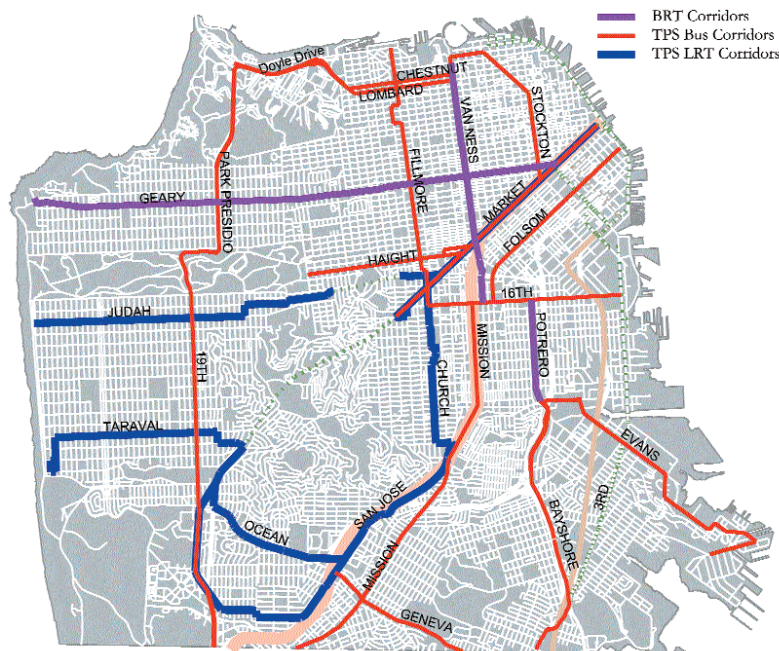 BRT Corridors
TPS Bus Corridors
TPS LRT Corridors
Doyle Drive
CHESTNUT
LOMBARD
STOCKTON
VAN NESS
PARK PRESIDIO
FILLMORE
GEARY
MARKET
FOLSOM
HAIGHT
16TH
JUDAH
MISSION
POTRERO
19TH
CHURCH
TARAVAL
EVANS
3RD
SAN JOSE
BAYSHORE
OCEAN
MISSION
GENEVA